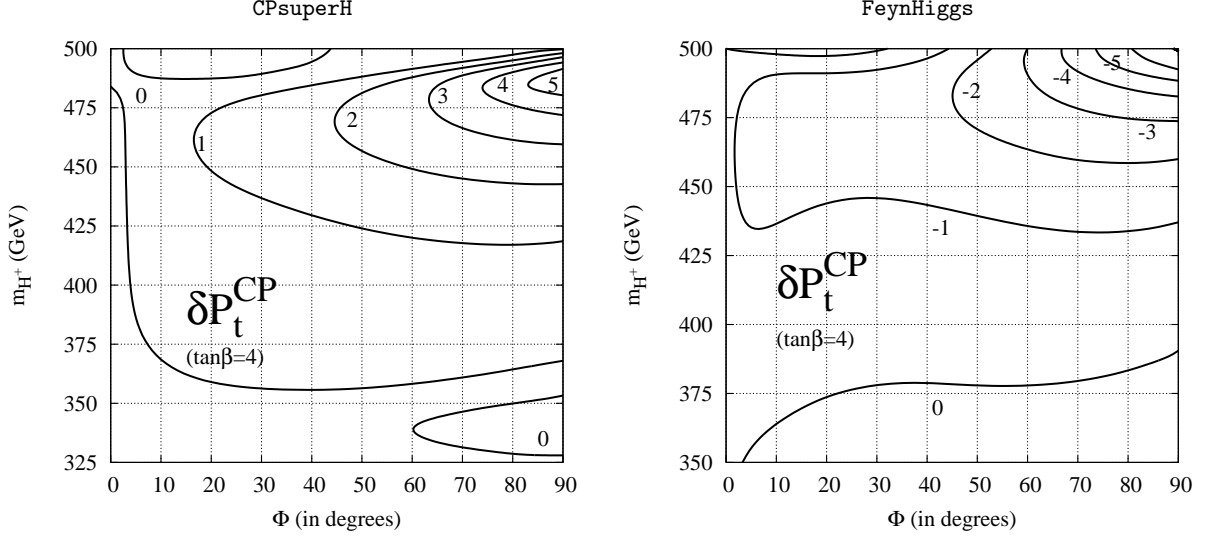 CPsuperH
500
475
450
425
400
375
350
325
m_H+ (GeV)
0
1
2
3
4
5
0
δP_t^CP
(tanβ=4)
0 10 20 30 40 50 60 70 80 90
Φ (in degrees)
FeynHiggs
500
475
450
425
400
375
350
m_H+ (GeV)
-5
-4
-2
-3
-1
δP_t^CP
(tanβ=4)
0
0 10 20 30 40 50 60 70 80 90
Φ (in degrees)